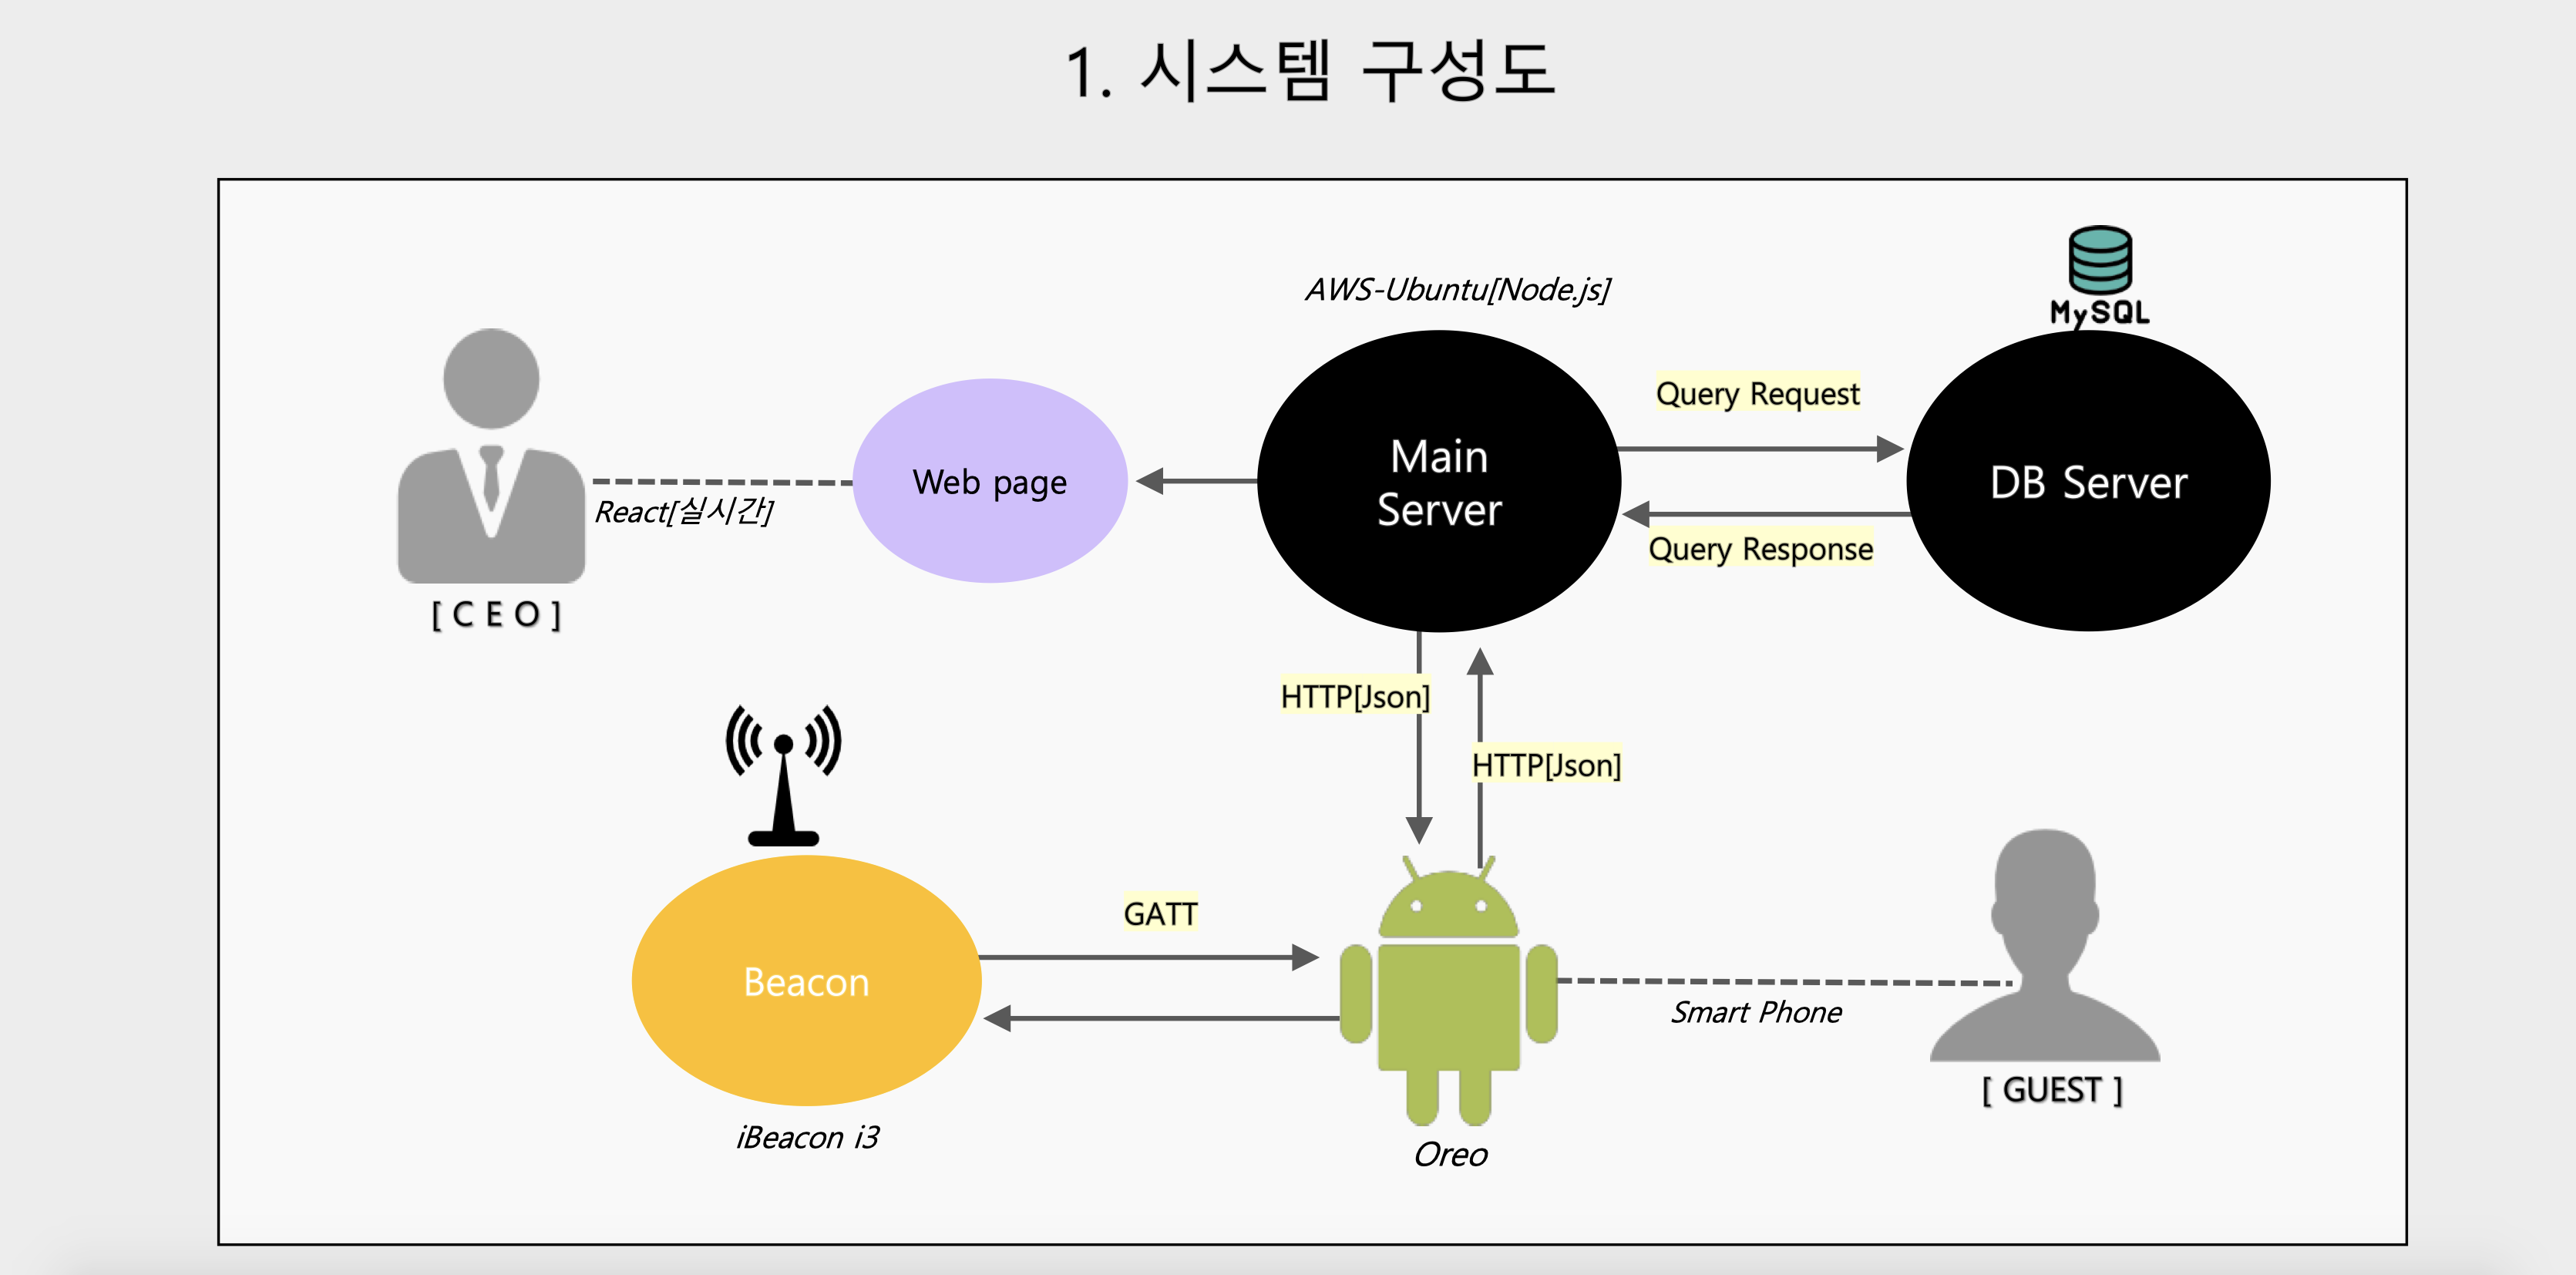 1. 시스템 구성도
AWS-Ubuntu[Node.js]
MySQL
Query Request
Main
Server
DB Server
Web page
React[실시간]
Query Response
[ C E O ]
HTTP[Json]
HTTP[Json]
GATT
Beacon
Smart Phone
[ GUEST ]
iBeacon i3
Oreo